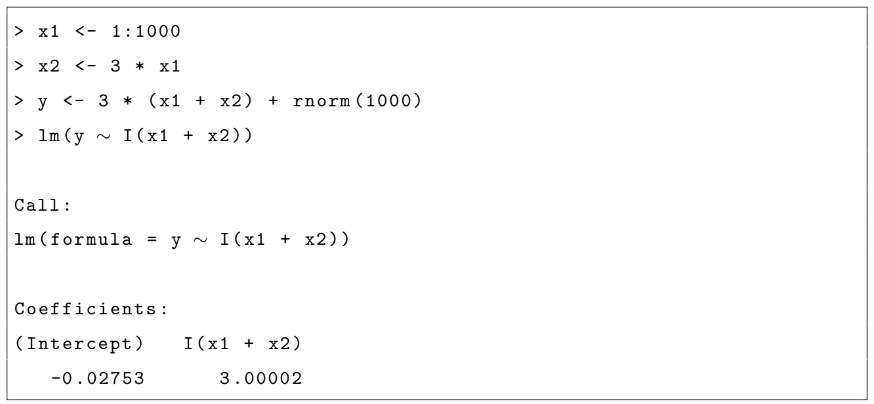 > x1 <- 1:1000
> x2 <- 3 * x1
> y <- 3 * (x1 + x2) + rnorm(1000)
> lm(y ∼ I(x1 + x2))
Call:
lm(formula = y ∼ I(x1 + x2))
Coefficients:
(Intercept)   I(x1 + x2)
-0.02753      3.00002